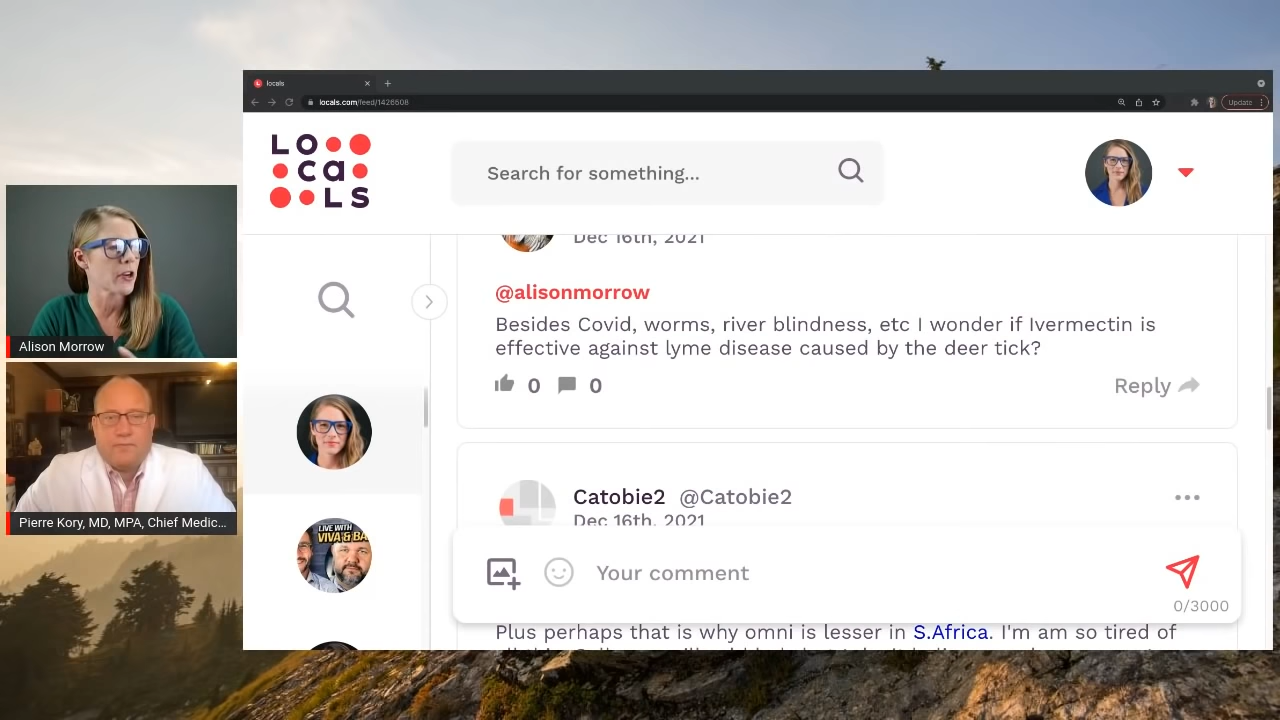 locals
locals.com/feed/1426608
Update
LOCALS
Search for something...
Dec 16th, 2021
@alisonmorrow
Besides Covid, worms, river blindness, etc I wonder if Ivermectin is
effective against lyme disease caused by the deer tick?
0
0
Reply
Alison Morrow
Pierre Kory, MD, MPA, Chief Medic...
LIVE WITH
VIVA & BA
Catobie2 @Catobie2
Dec 16th, 2021
Your comment
0/3000
Plus perhaps that is why omni is lesser in S.Africa. I'm am so tired of